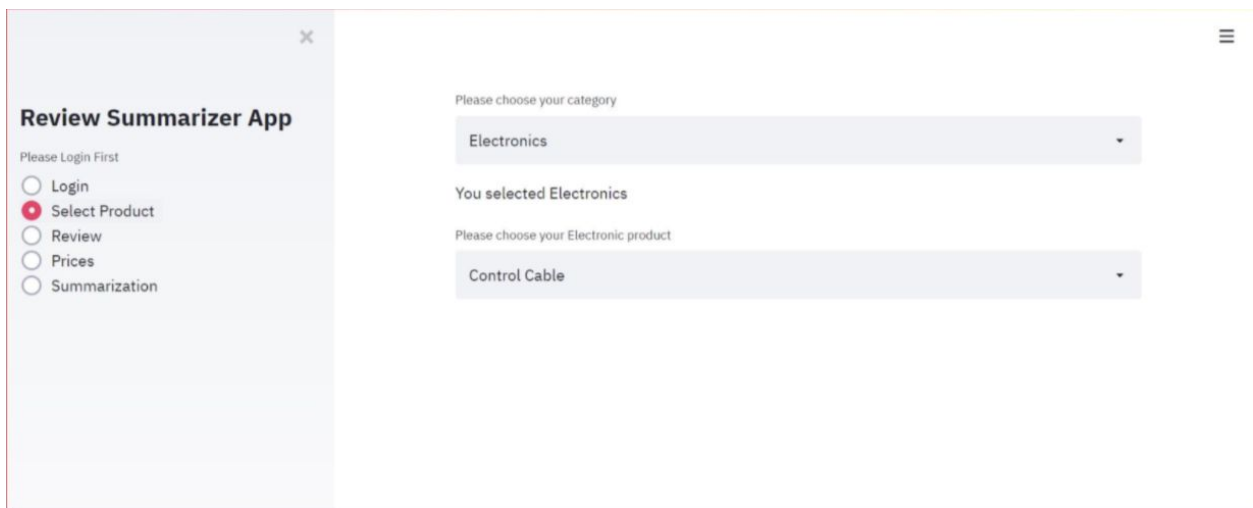 Review Summarizer App
Please Login First
Login
Select Product
Review
Prices
Summarization
Please choose your category
Electronics
You selected Electronics
Please choose your Electronic product
Control Cable